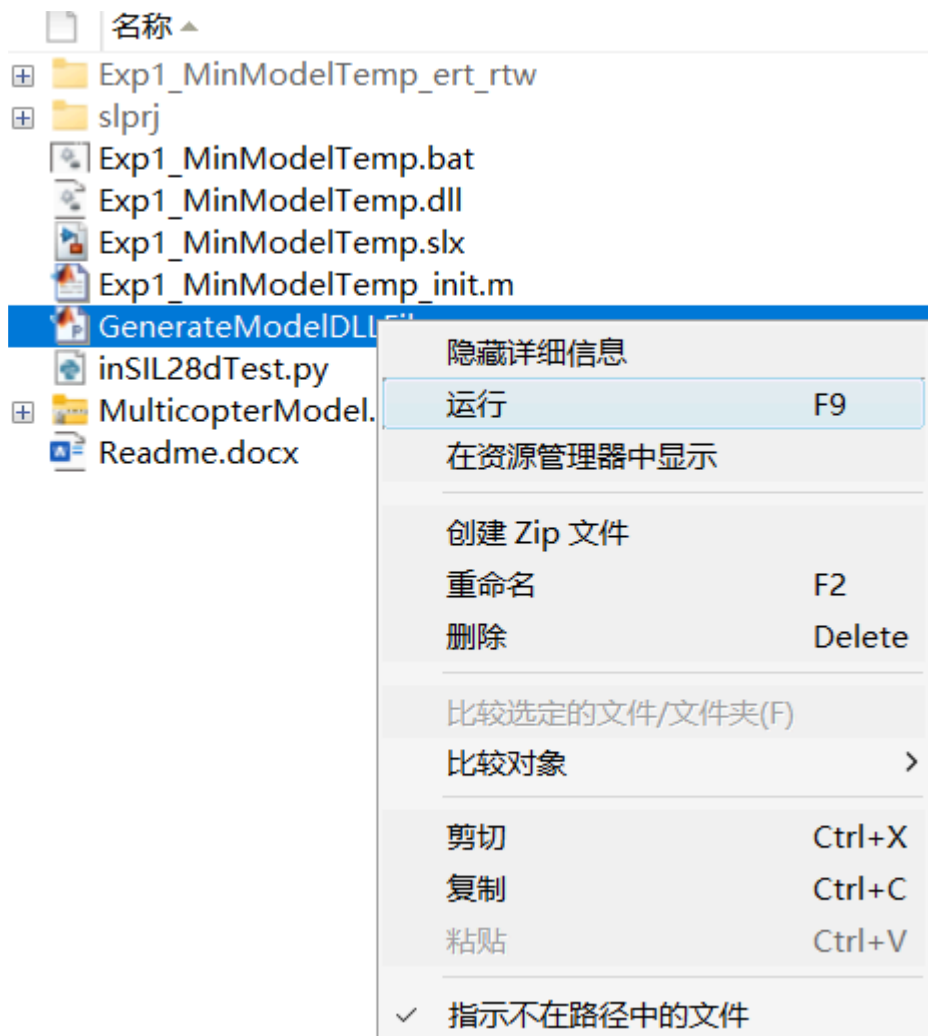 名称
Exp1_MinModelTemp_ert_rtw
slprj
Exp1_MinModelTemp.bat
Exp1_MinModelTemp.dll
Exp1_MinModelTemp.slx
Exp1_MinModelTemp_init.m
GenerateModelDLL
inSIL28dTest.py
MulticopterModel.
Readme.docx
隐藏详细信息
运行 F9
在资源管理器中显示
创建 Zip 文件
重命名 F2
删除 Delete
比较选定的文件/文件夹(F)
比较对象
剪切 Ctrl+X
复制 Ctrl+C
粘贴 Ctrl+V
指示不在路径中的文件